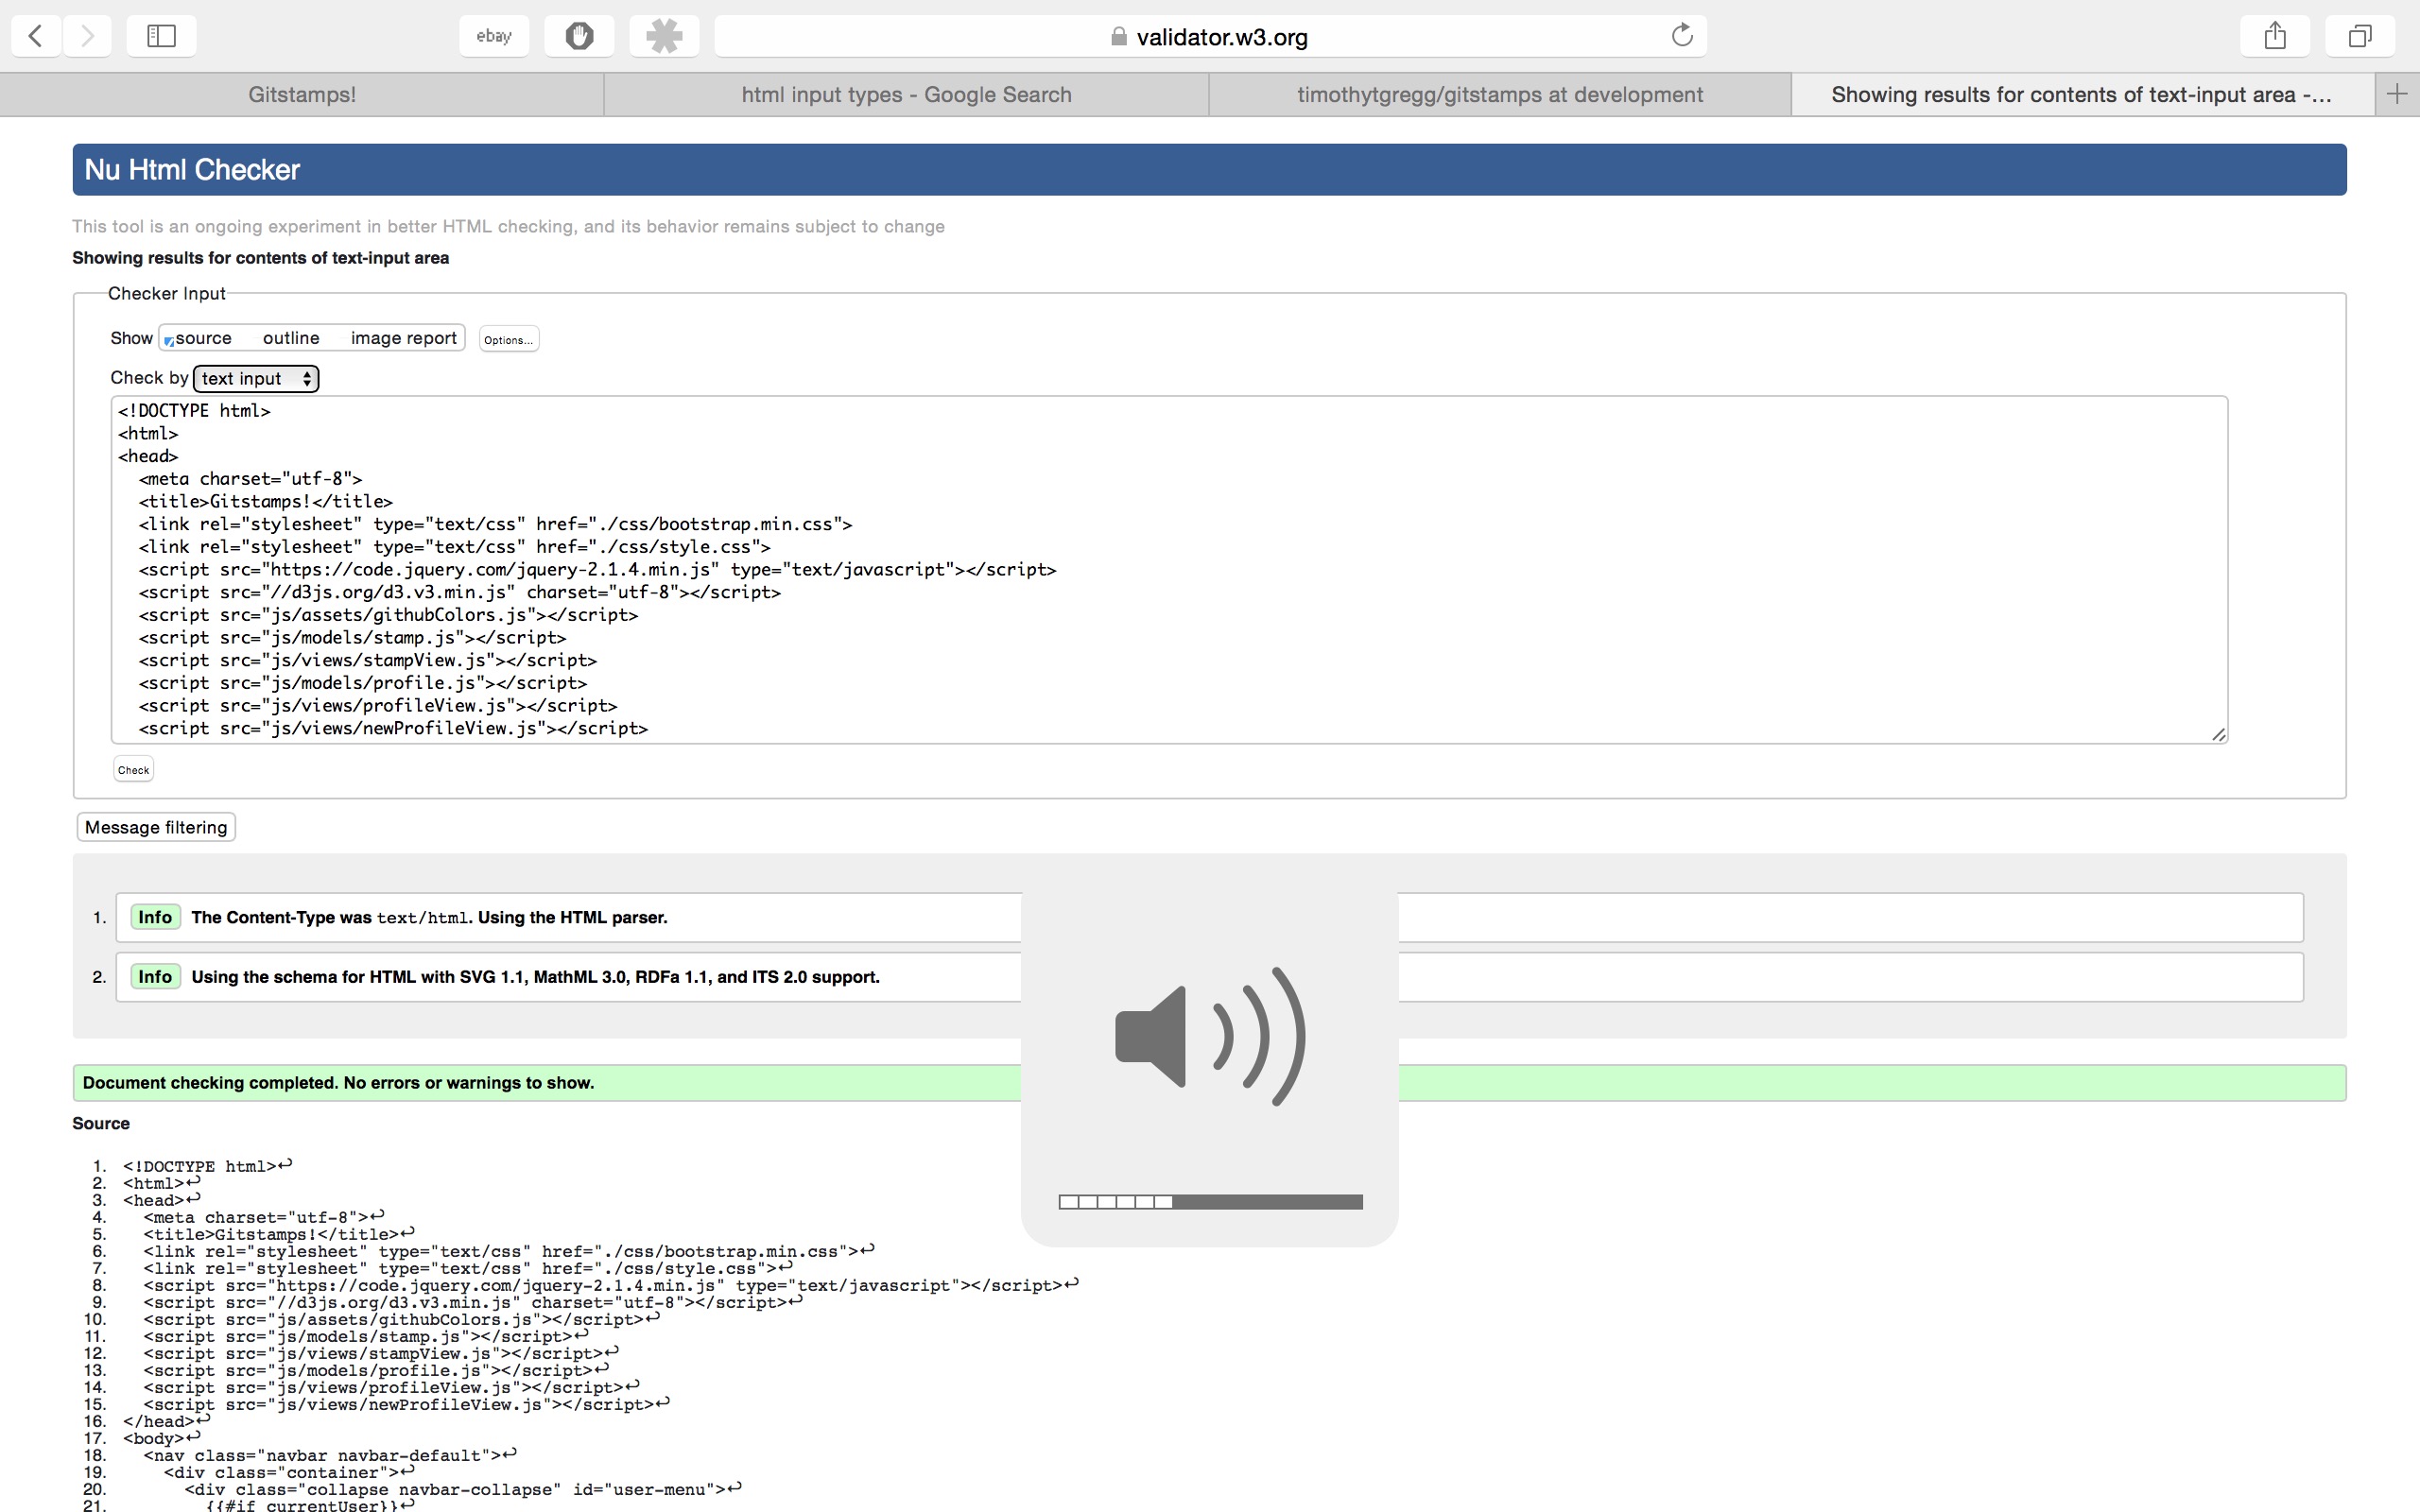 ebay
validator.w3.org
Gitstamps!
html input types - Google Search
timothytgregg/gitstamps at development
Showing results for contents of text-input area -...
Nu Html Checker
This tool is an ongoing experiment in better HTML checking, and its behavior remains subject to change
Showing results for contents of text-input area
Checker Input
Show source outline image report Options...
Check by text input
<!DOCTYPE html>
<html>
<head>
  <meta charset="utf-8">
  <title>Gitstamps!</title>
  <link rel="stylesheet" type="text/css" href="./css/bootstrap.min.css">
  <link rel="stylesheet" type="text/css" href="./css/style.css">
  <script src="https://code.jquery.com/jquery-2.1.4.min.js" type="text/javascript"></script>
  <script src="//d3js.org/d3.v3.min.js" charset="utf-8"></script>
  <script src="js/assets/githubColors.js"></script>
  <script src="js/models/stamp.js"></script>
  <script src="js/views/stampView.js"></script>
  <script src="js/models/profile.js"></script>
  <script src="js/views/profileView.js"></script>
  <script src="js/views/newProfileView.js"></script>
Check
Message filtering
1. Info The Content-Type was text/html. Using the HTML parser.
2. Info Using the schema for HTML with SVG 1.1, MathML 3.0, RDFa 1.1, and ITS 2.0 support.
Document checking completed. No errors or warnings to show.
Source
1. <!DOCTYPE html>↩
2. <html>↩
3. <head>↩
4.   <meta charset="utf-8">↩
5.   <title>Gitstamps!</title>↩
6.   <link rel="stylesheet" type="text/css" href="./css/bootstrap.min.css">↩
7.   <link rel="stylesheet" type="text/css" href="./css/style.css">↩
8.   <script src="https://code.jquery.com/jquery-2.1.4.min.js" type="text/javascript"></script>↩
9.   <script src="//d3js.org/d3.v3.min.js" charset="utf-8"></script>↩
10.   <script src="js/assets/githubColors.js"></script>↩
11.   <script src="js/models/stamp.js"></script>↩
12.   <script src="js/views/stampView.js"></script>↩
13.   <script src="js/models/profile.js"></script>↩
14.   <script src="js/views/profileView.js"></script>↩
15.   <script src="js/views/newProfileView.js"></script>↩
16. </head>↩
17. <body>↩
18.   <nav class="navbar navbar-default">↩
19.     <div class="container">↩
20.       <div class="collapse navbar-collapse" id="user-menu">↩
21.         {{#if currentUser}}↩